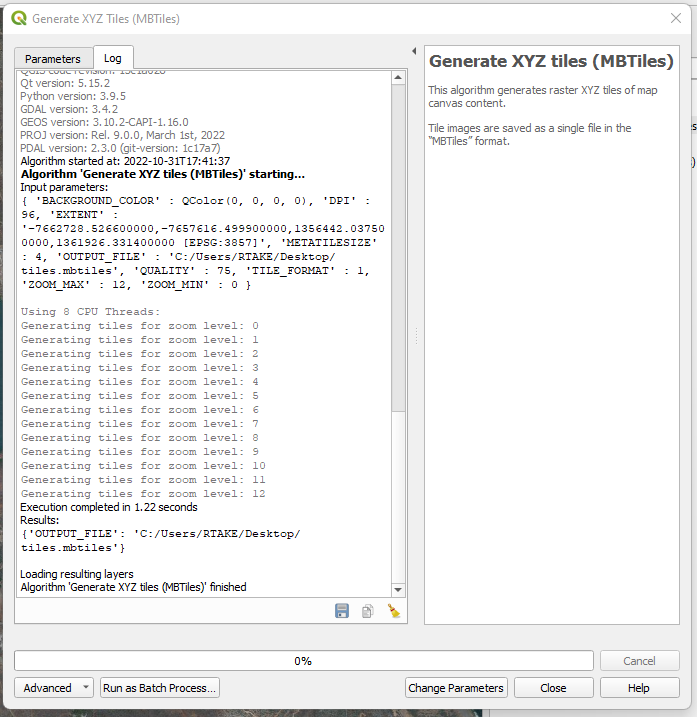 Generate XYZ Tiles (MBTiles)
Parameters
Log
Qt version: 5.15.2
Python version: 3.9.5
GDAL version: 3.4.2
GEOS version: 3.10.2-CAPI-1.16.0
PROJ version: Rel. 9.0.0, March 1st, 2022
PDAL version: 2.3.0 (git-version: 1c17a7)
Algorithm started at: 2022-10-31T17:41:37
Algorithm 'Generate XYZ tiles (MBTiles)' starting…
Input parameters:
{ 'BACKGROUND_COLOR' : QColor(0, 0, 0, 0), 'DPI' :
96, 'EXTENT' :
'-7662728.526600000,-7657616.499900000,1356442.03750
0000,1361926.331400000 [EPSG:3857]', 'METATILESIZE'
: 4, 'OUTPUT_FILE' : 'C:/Users/RTAKE/Desktop/
tiles.mbtiles', 'QUALITY' : 75, 'TILE_FORMAT' : 1,
'ZOOM_MAX' : 12, 'ZOOM_MIN' : 0 }
Using 8 CPU Threads:
Generating tiles for zoom level: 0
Generating tiles for zoom level: 1
Generating tiles for zoom level: 2
Generating tiles for zoom level: 3
Generating tiles for zoom level: 4
Generating tiles for zoom level: 5
Generating tiles for zoom level: 6
Generating tiles for zoom level: 7
Generating tiles for zoom level: 8
Generating tiles for zoom level: 9
Generating tiles for zoom level: 10
Generating tiles for zoom level: 11
Generating tiles for zoom level: 12
Execution completed in 1.22 seconds
Results:
{'OUTPUT_FILE': 'C:/Users/RTAKE/Desktop/
tiles.mbtiles'}
Loading resulting layers
Algorithm 'Generate XYZ tiles (MBTiles)' finished
Generate XYZ tiles (MBTiles)
This algorithm generates raster XYZ tiles of map
canvas content.
Tile images are saved as a single file in the
“MBTiles” format.
0%
Cancel
Advanced
Run as Batch Process…
Change Parameters
Close
Help